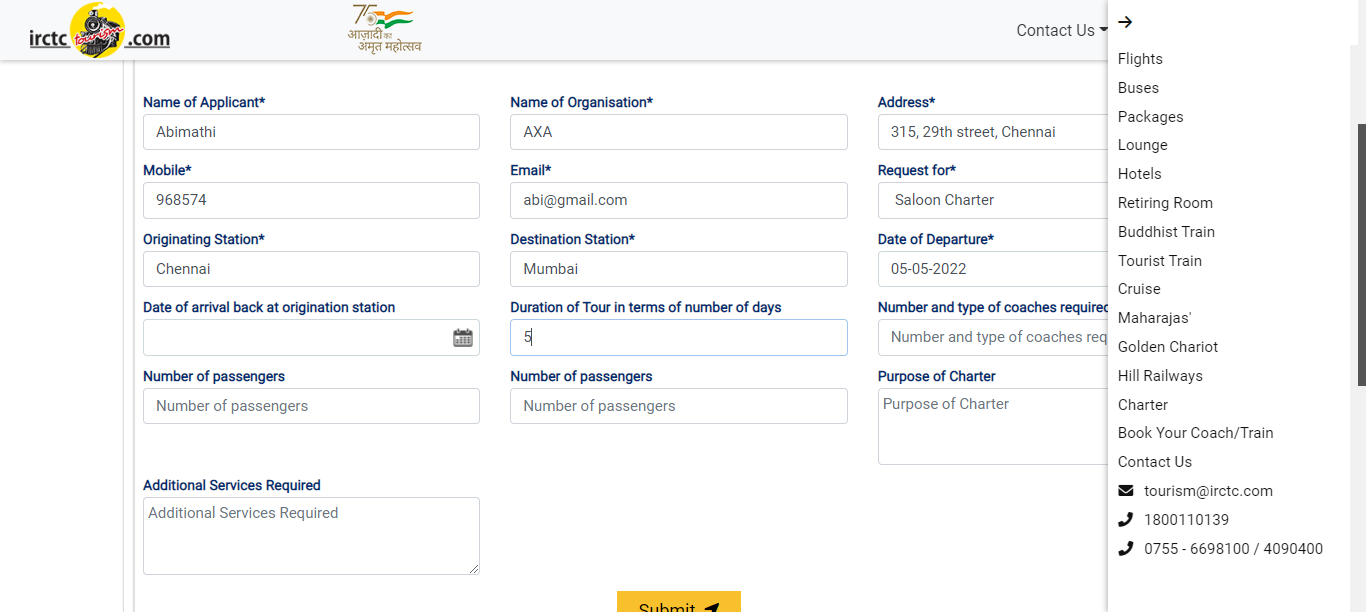 irctc tourism .com
75
आज़ादी का
अमृत महोत्सव
Contact Us
Name of Applicant*
Name of Organisation*
Address*
Abimathi
AXA
315, 29th street, Chennai
Mobile*
Email*
Request for*
968574
abi@gmail.com
Saloon Charter
Originating Station*
Destination Station*
Date of Departure*
Chennai
Mumbai
05-05-2022
Date of arrival back at origination station
Duration of Tour in terms of number of days
Number and type of coaches required
5
Number and type of coaches req
Number of passengers
Number of passengers
Purpose of Charter
Number of passengers
Number of passengers
Purpose of Charter
Additional Services Required
Additional Services Required
Submit
Flights
Buses
Packages
Lounge
Hotels
Retiring Room
Buddhist Train
Tourist Train
Cruise
Maharajas'
Golden Chariot
Hill Railways
Charter
Book Your Coach/Train
Contact Us
tourism@irctc.com
1800110139
0755 - 6698100 / 4090400